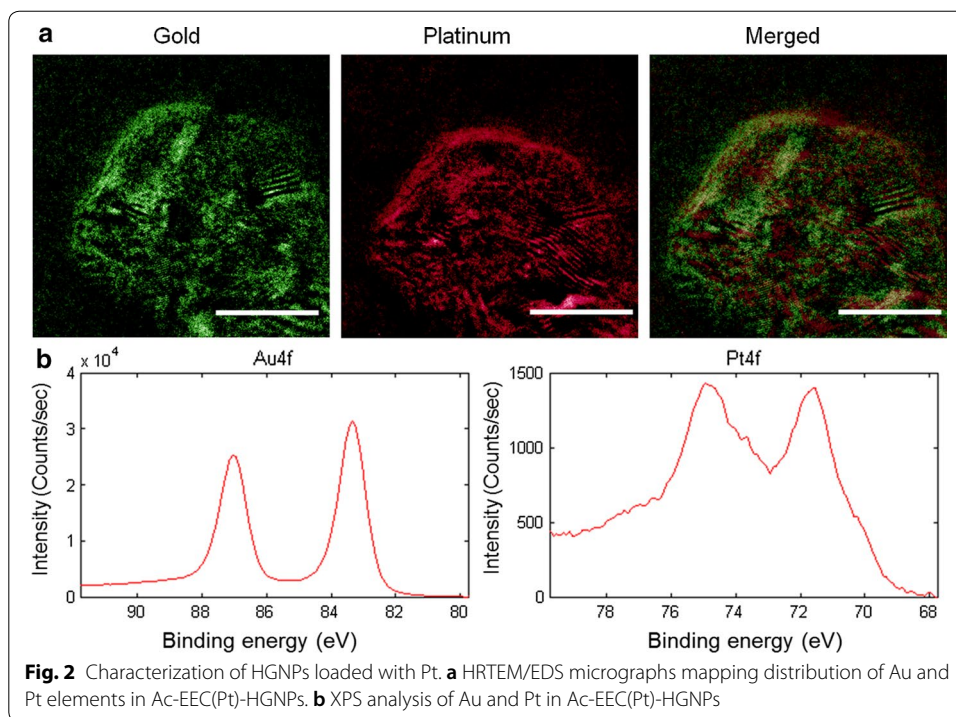 a
Gold Platinum Merged
b
x 10⁴
Au4f
Pt4f
4
3
2
1
0
Intensity (Counts/sec)
90 88 86 84 82 80
Binding energy (eV)
1500
1000
500
0
Intensity (Counts/sec)
78 76 74 72 70 68
Binding energy (eV)
Fig. 2 Characterization of HGNPs loaded with Pt. a HRTEM/EDS micrographs mapping distribution of Au and
Pt elements in Ac-EEC(Pt)-HGNPs. b XPS analysis of Au and Pt in Ac-EEC(Pt)-HGNPs